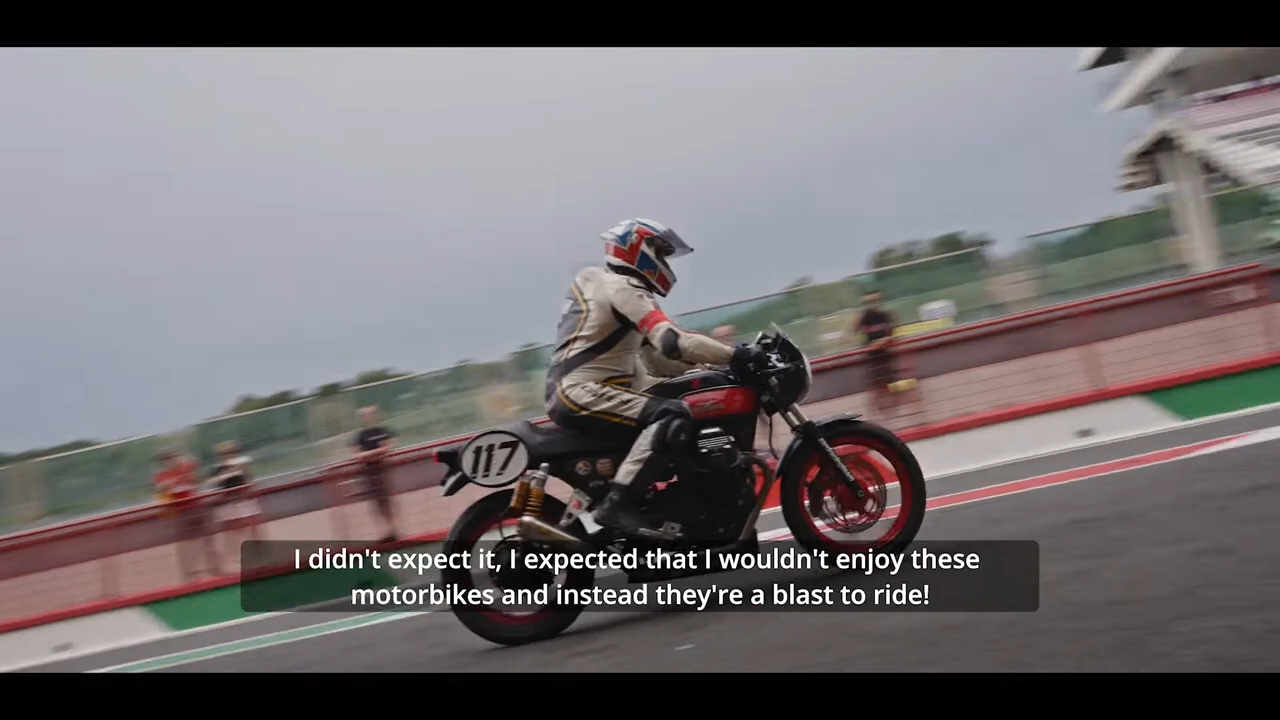 117
I didn't expect it, I expected that I wouldn't enjoy these
motorbikes and instead they're a blast to ride!